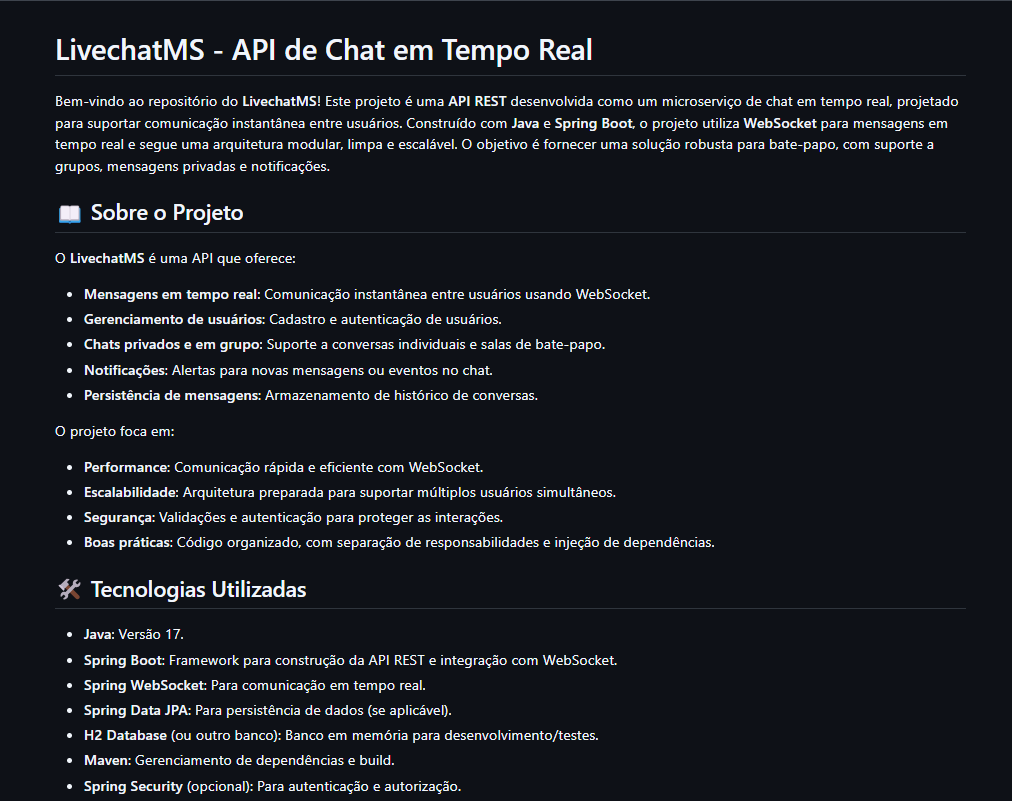 LivechatMS - API de Chat em Tempo Real
Bem-vindo ao repositório do LivechatMS! Este projeto é uma API REST desenvolvida como um microserviço de chat em tempo real, projetado
para suportar comunicação instantânea entre usuários. Construído com Java e Spring Boot, o projeto utiliza WebSocket para mensagens em
tempo real e segue uma arquitetura modular, limpa e escalável. O objetivo é fornecer uma solução robusta para bate-papo, com suporte a
grupos, mensagens privadas e notificações.
📖 Sobre o Projeto
O LivechatMS é uma API que oferece:
• Mensagens em tempo real: Comunicação instantânea entre usuários usando WebSocket.
• Gerenciamento de usuários: Cadastro e autenticação de usuários.
• Chats privados e em grupo: Suporte a conversas individuais e salas de bate-papo.
• Notificações: Alertas para novas mensagens ou eventos no chat.
• Persistência de mensagens: Armazenamento de histórico de conversas.
O projeto foca em:
• Performance: Comunicação rápida e eficiente com WebSocket.
• Escalabilidade: Arquitetura preparada para suportar múltiplos usuários simultâneos.
• Segurança: Validações e autenticação para proteger as interações.
• Boas práticas: Código organizado, com separação de responsabilidades e injeção de dependências.
🛠️ Tecnologias Utilizadas
• Java: Versão 17.
• Spring Boot: Framework para construção da API REST e integração com WebSocket.
• Spring WebSocket: Para comunicação em tempo real.
• Spring Data JPA: Para persistência de dados (se aplicável).
• H2 Database (ou outro banco): Banco em memória para desenvolvimento/testes.
• Maven: Gerenciamento de dependências e build.
• Spring Security (opcional): Para autenticação e autorização.